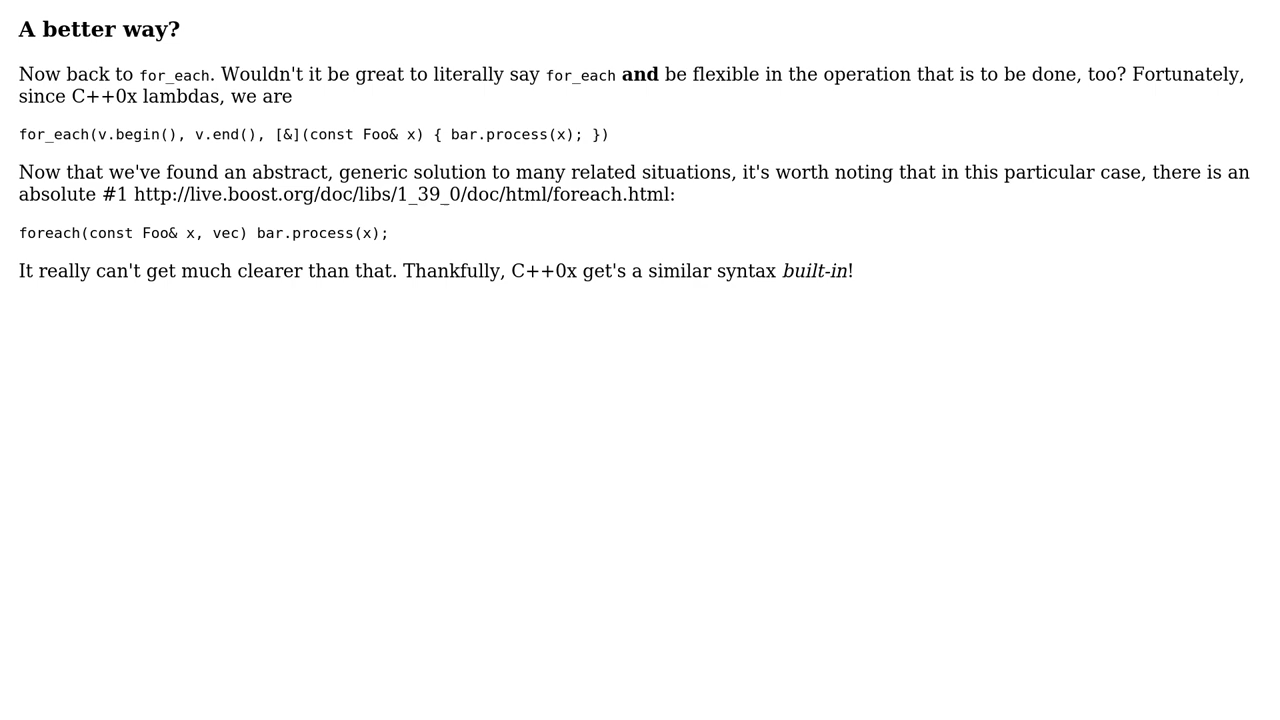 A better way?
Now back to for_each. Wouldn't it be great to literally say for_each and be flexible in the operation that is to be done, too? Fortunately,
since C++0x lambdas, we are
for_each(v.begin(), v.end(), [&](const Foo& x) { bar.process(x); })
Now that we've found an abstract, generic solution to many related situations, it's worth noting that in this particular case, there is an
absolute #1 http://live.boost.org/doc/libs/1_39_0/doc/html/foreach.html:
foreach(const Foo& x, vec) bar.process(x);
It really can't get much clearer than that. Thankfully, C++0x get's a similar syntax built-in!